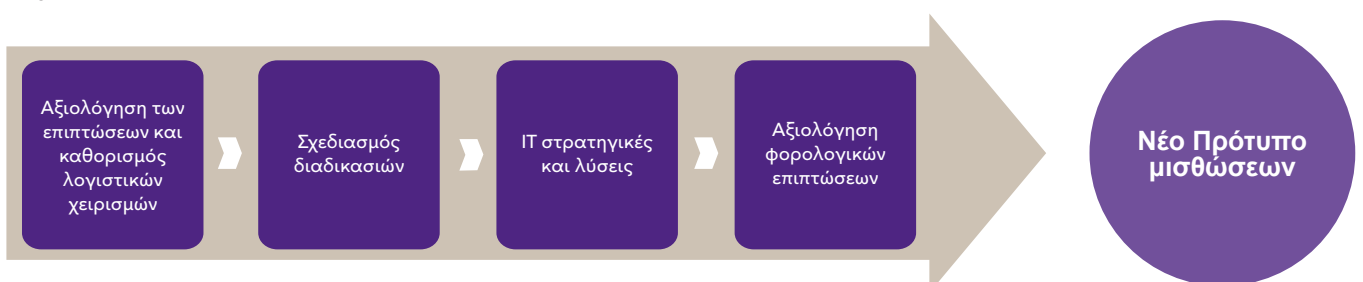 Αξιολόγηση των
επιπτώσεων και
καθορισμός
λογιστικών
χειρισμών
Σχεδιασμός
διαδικασιών
IT στρατηγικές
και λύσεις
Αξιολόγηση
φορολογικών
επιπτώσεων
Νέο Πρότυπο
μισθώσεων